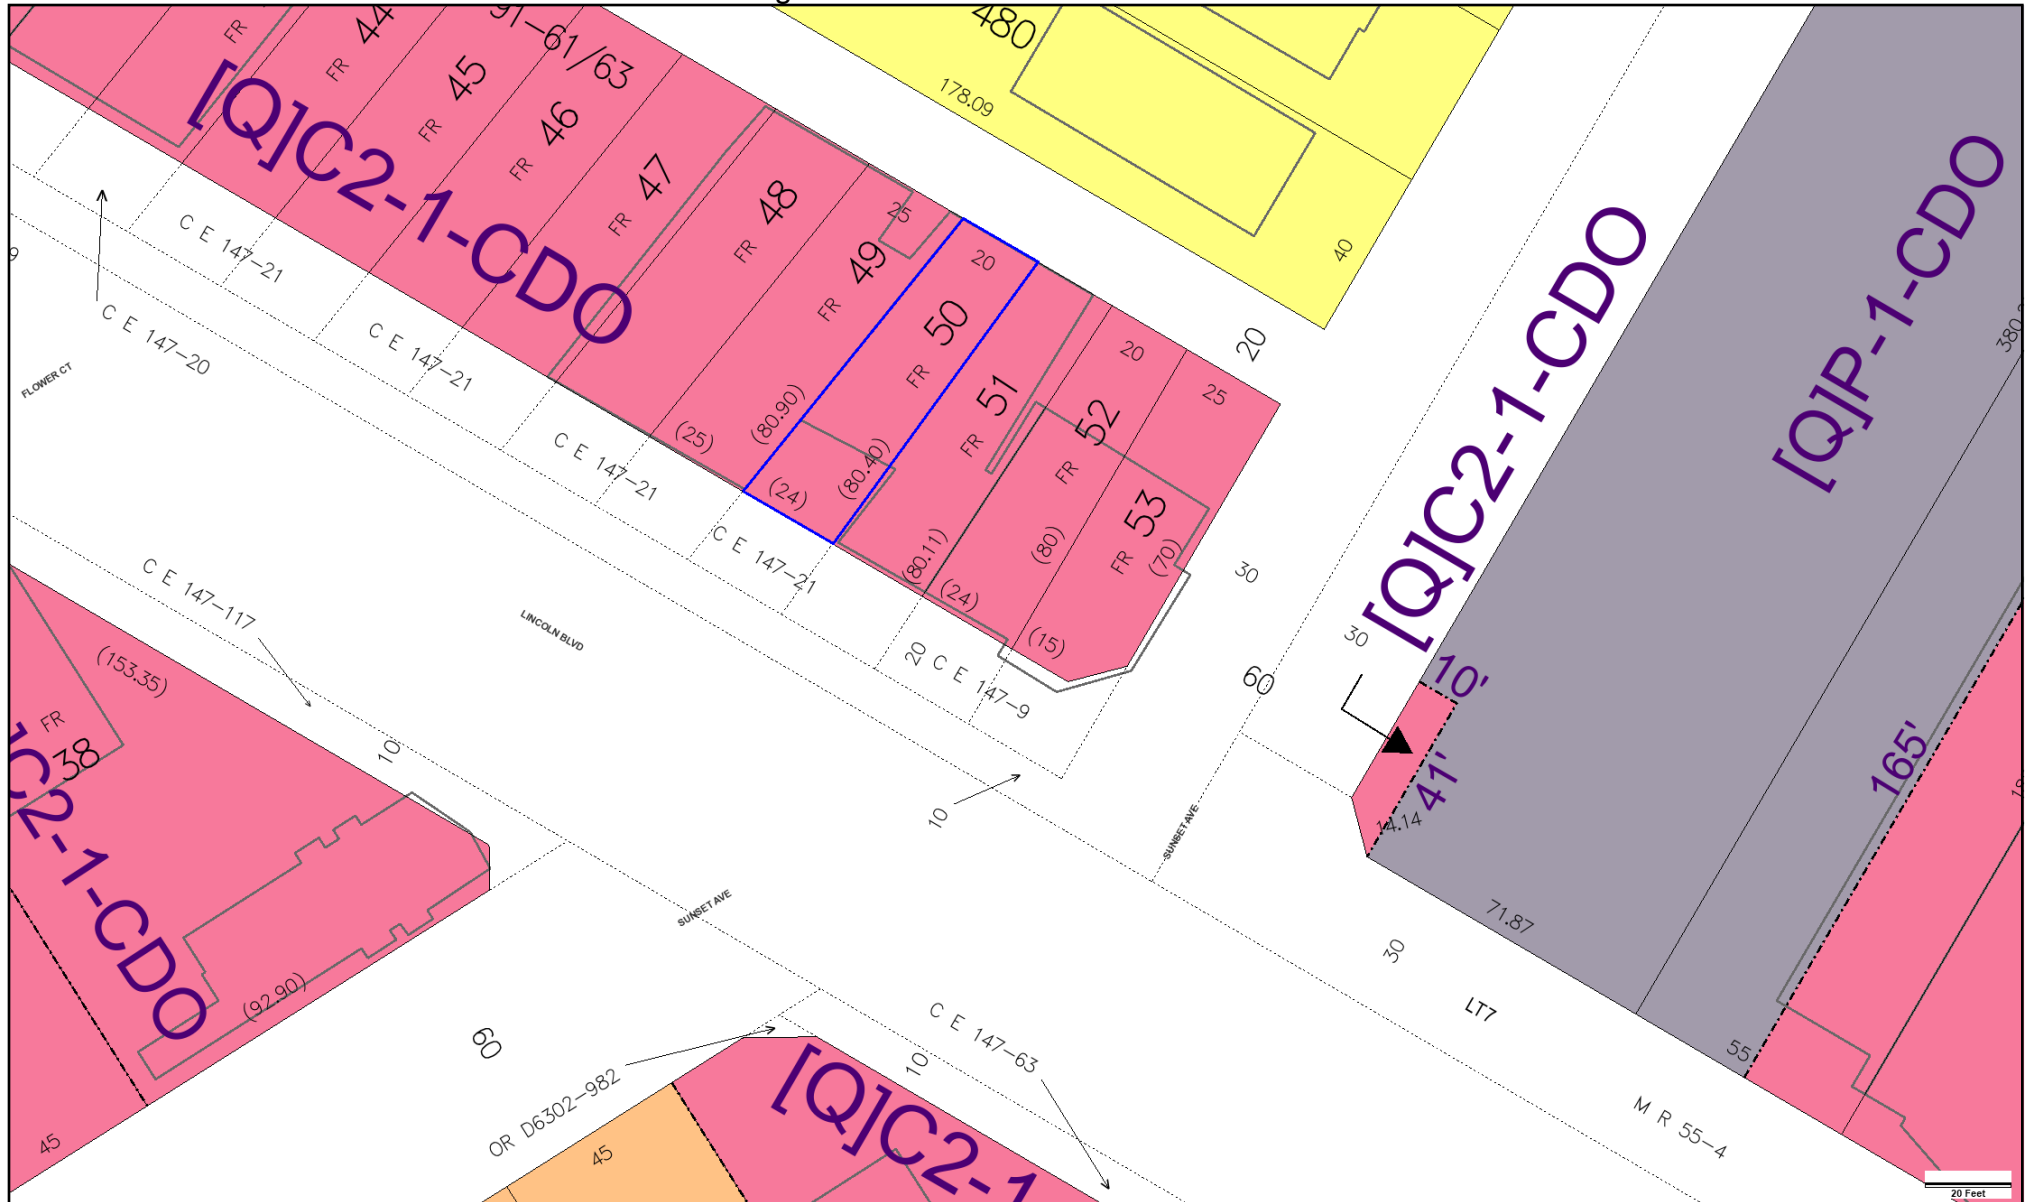 91-61/63
480
178.09
40
FR
FR 44
FR 45
FR 46
FR 47
FR 48
25
FR 49
20
FR 50
FR 51
20
FR 52
25
FR 53
[Q]C2-1-CDO
C E 147-21
C E 147-20
C E 147-21
C E 147-21
C E 147-21
C E 147-9
20
FLOWER CT
(25)
(80.90)
(24)
(80.40)
(80.11)
(24)
(80)
(15)
(70)
20
30
60
30
[Q]C2-1-CDO
[Q]P-1-CDO
10'
41'
14.14
165'
C E 147-117
LINCOLN BLVD
(153.35)
FR
38
10
10
SUNSET AVE
SUNSET AVE
]C2-1-CDO
(92.90)
45
60
OR D6302-982
45
[Q]C2-1
10
C E 147-63
71.87
30
LT7
55
M R 55-4
20 Feet